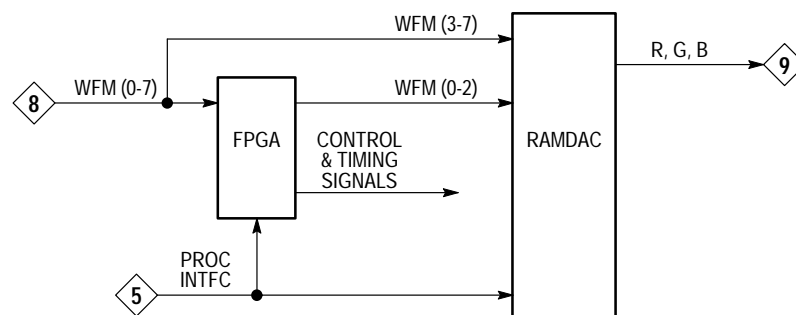 WFM (3-7)
R, G, B
9
8
WFM (0-7)
WFM (0-2)
FPGA
CONTROL
& TIMING
SIGNALS
RAMDAC
PROC
INTFC
5